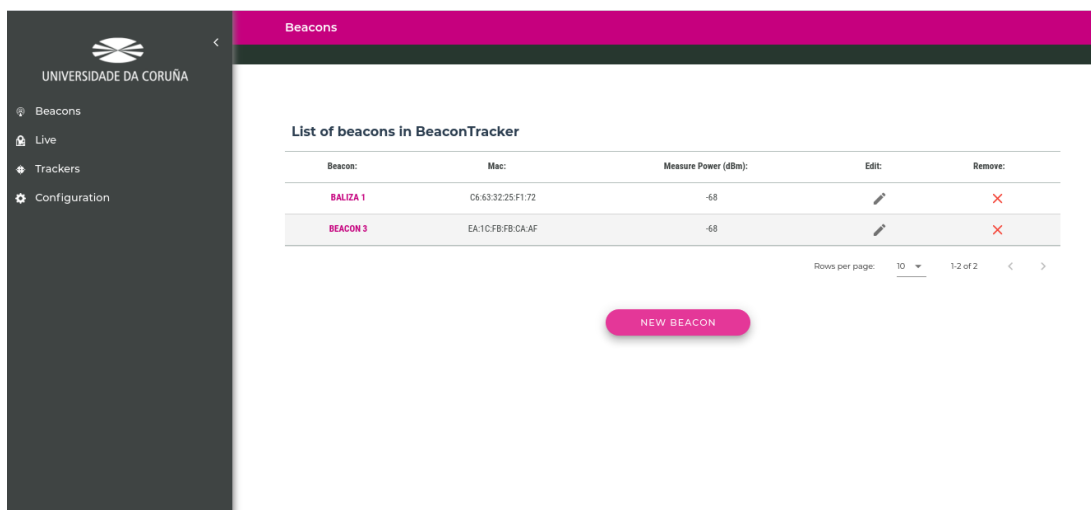 Beacons
UNIVERSIDADE DA CORUÑA
Beacons
Live
Trackers
Configuration
List of beacons in BeaconTracker
Beacon: Mac: Measure Power (dBm): Edit: Remove:
BALIZA 1 C6:63:32:25:F1:72 -68
BEACON 3 EA:1C:FB:FB:CA:AF -68
Rows per page: 10 1-2 of 2
NEW BEACON